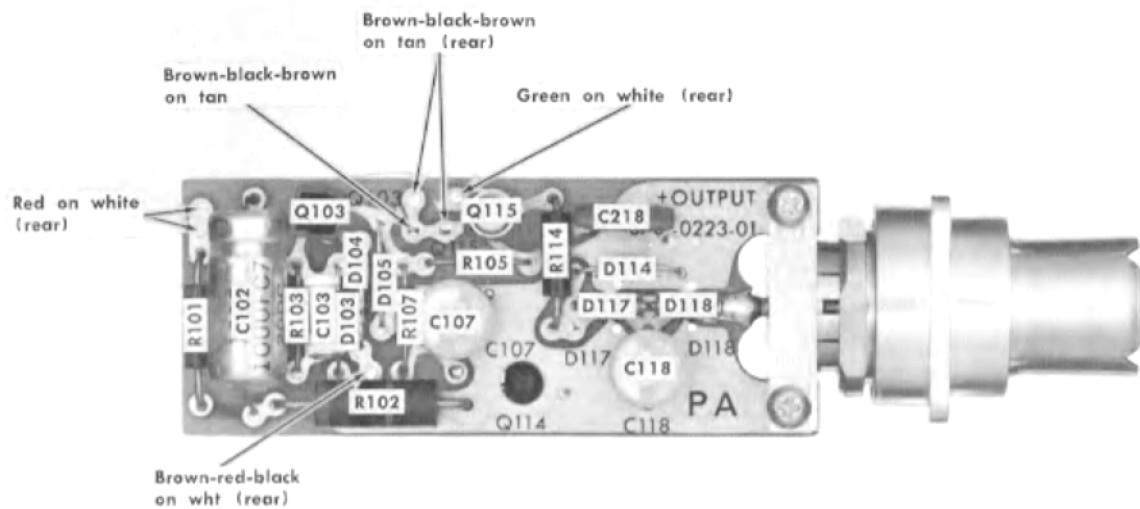 Brown-black-brown
on tan (rear)
Brown-black-brown
on tan
Green on white (rear)
Red on white
(rear)
Q103
Q115
+OUTPUT
C218
-0223-01
R114
D104
R105
D114
D105
R101
C102
R103
C103
D103
R107
C107
D117
D118
C107
D117
D118
C118
R102
PA
Q114
C118
Brown-red-black
on wht (rear)